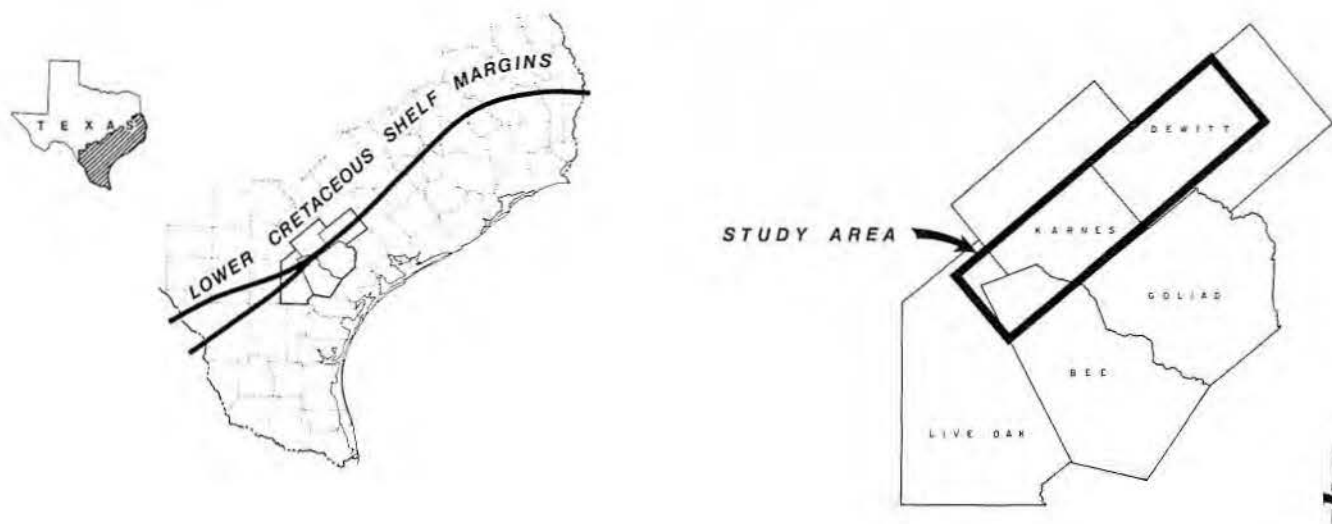 TEXAS
LOWER CRETACEOUS SHELF MARGINS
STUDY AREA
DEWITT
KARNES
GOLIAD
BEE
LIVE OAK